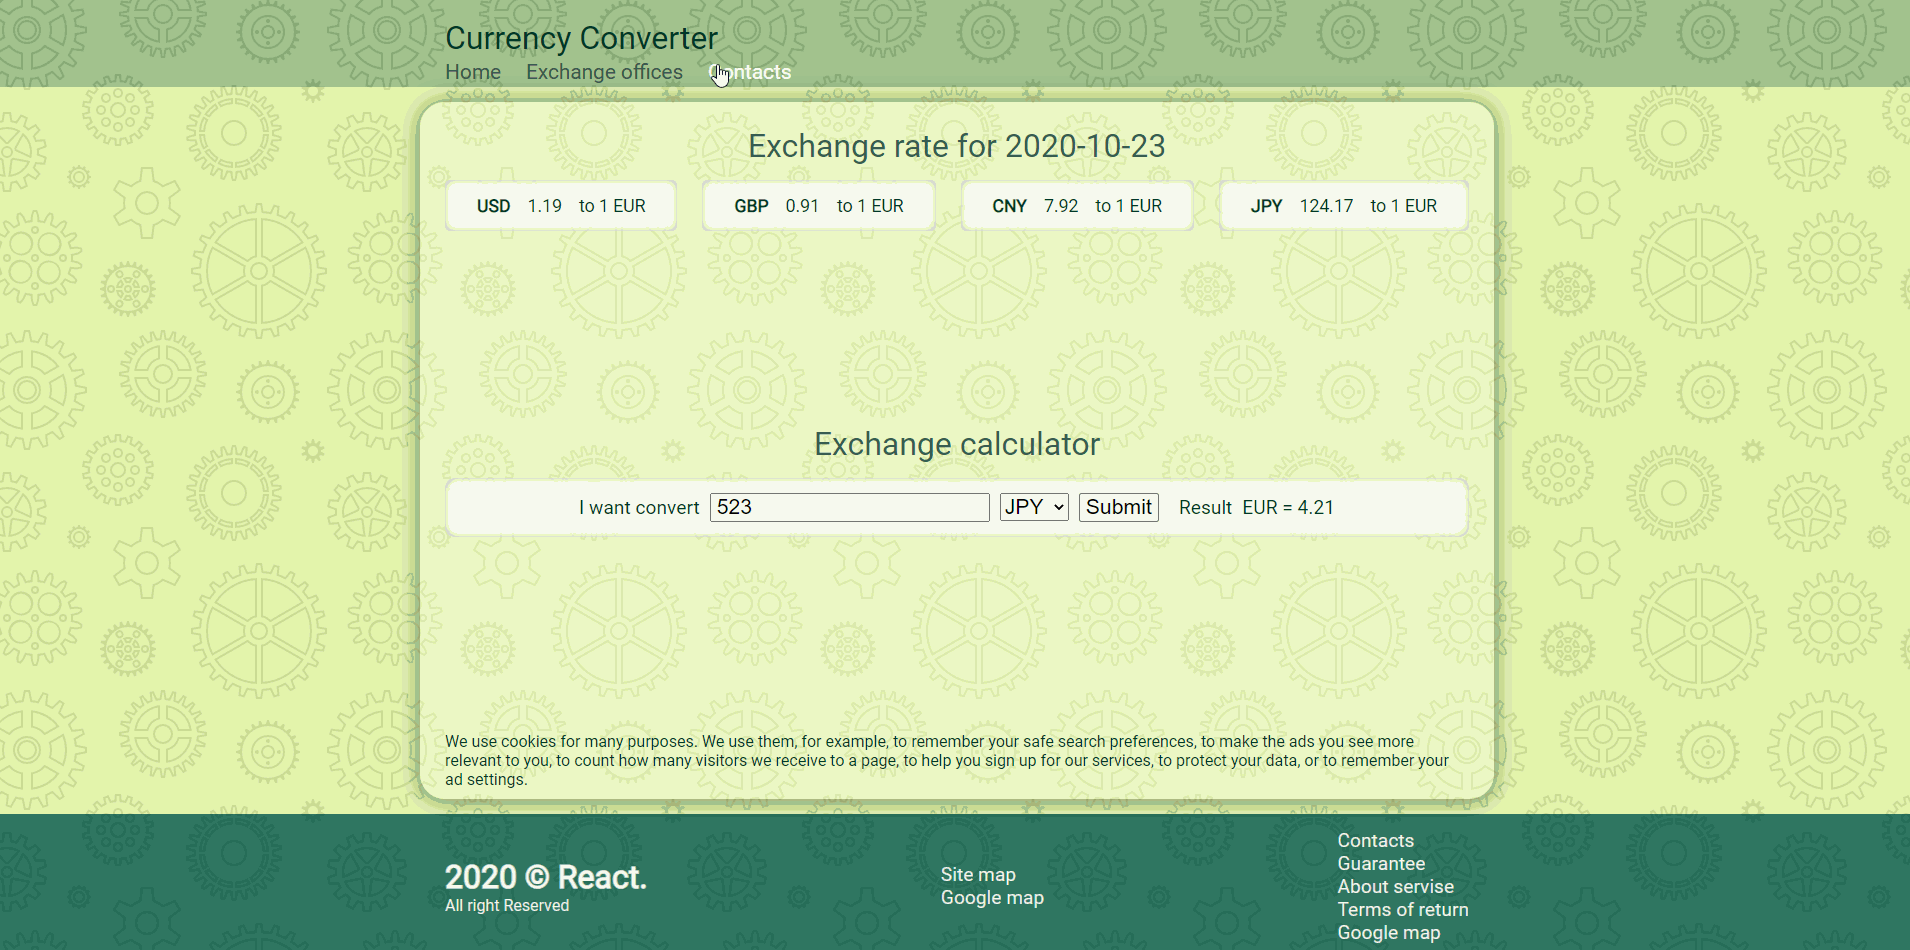 Currency Converter
Home Exchange offices Contacts
Exchange rate for 2020-10-23
USD 1.19 to 1 EUR
GBP 0.91 to 1 EUR
CNY 7.92 to 1 EUR
JPY 124.17 to 1 EUR
Exchange calculator
I want convert 523 JPY Submit Result EUR = 4.21
We use cookies for many purposes. We use them, for example, to remember your safe search preferences, to make the ads you see more
relevant to you, to count how many visitors we receive to a page, to help you sign up for our services, to protect your data, or to remember your
ad settings.
2020 © React.
All right Reserved
Site map
Google map
Contacts
Guarantee
About servise
Terms of return
Google map